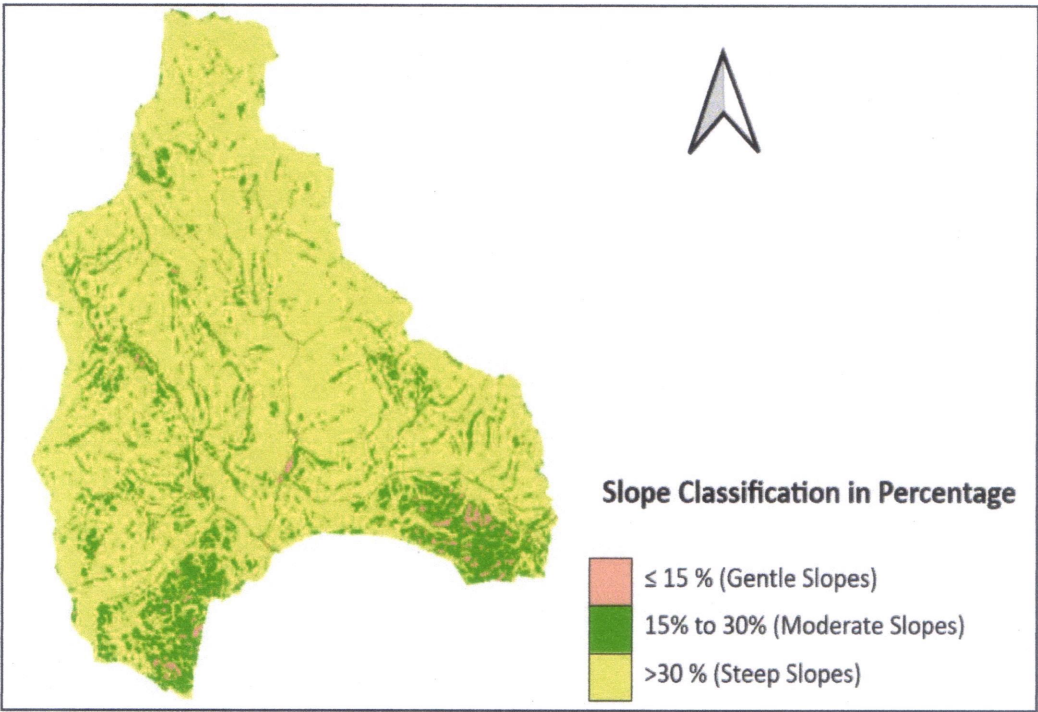 Slope Classification in Percentage
≤ 15 % (Gentle Slopes)
15% to 30% (Moderate Slopes)
>30 % (Steep Slopes)